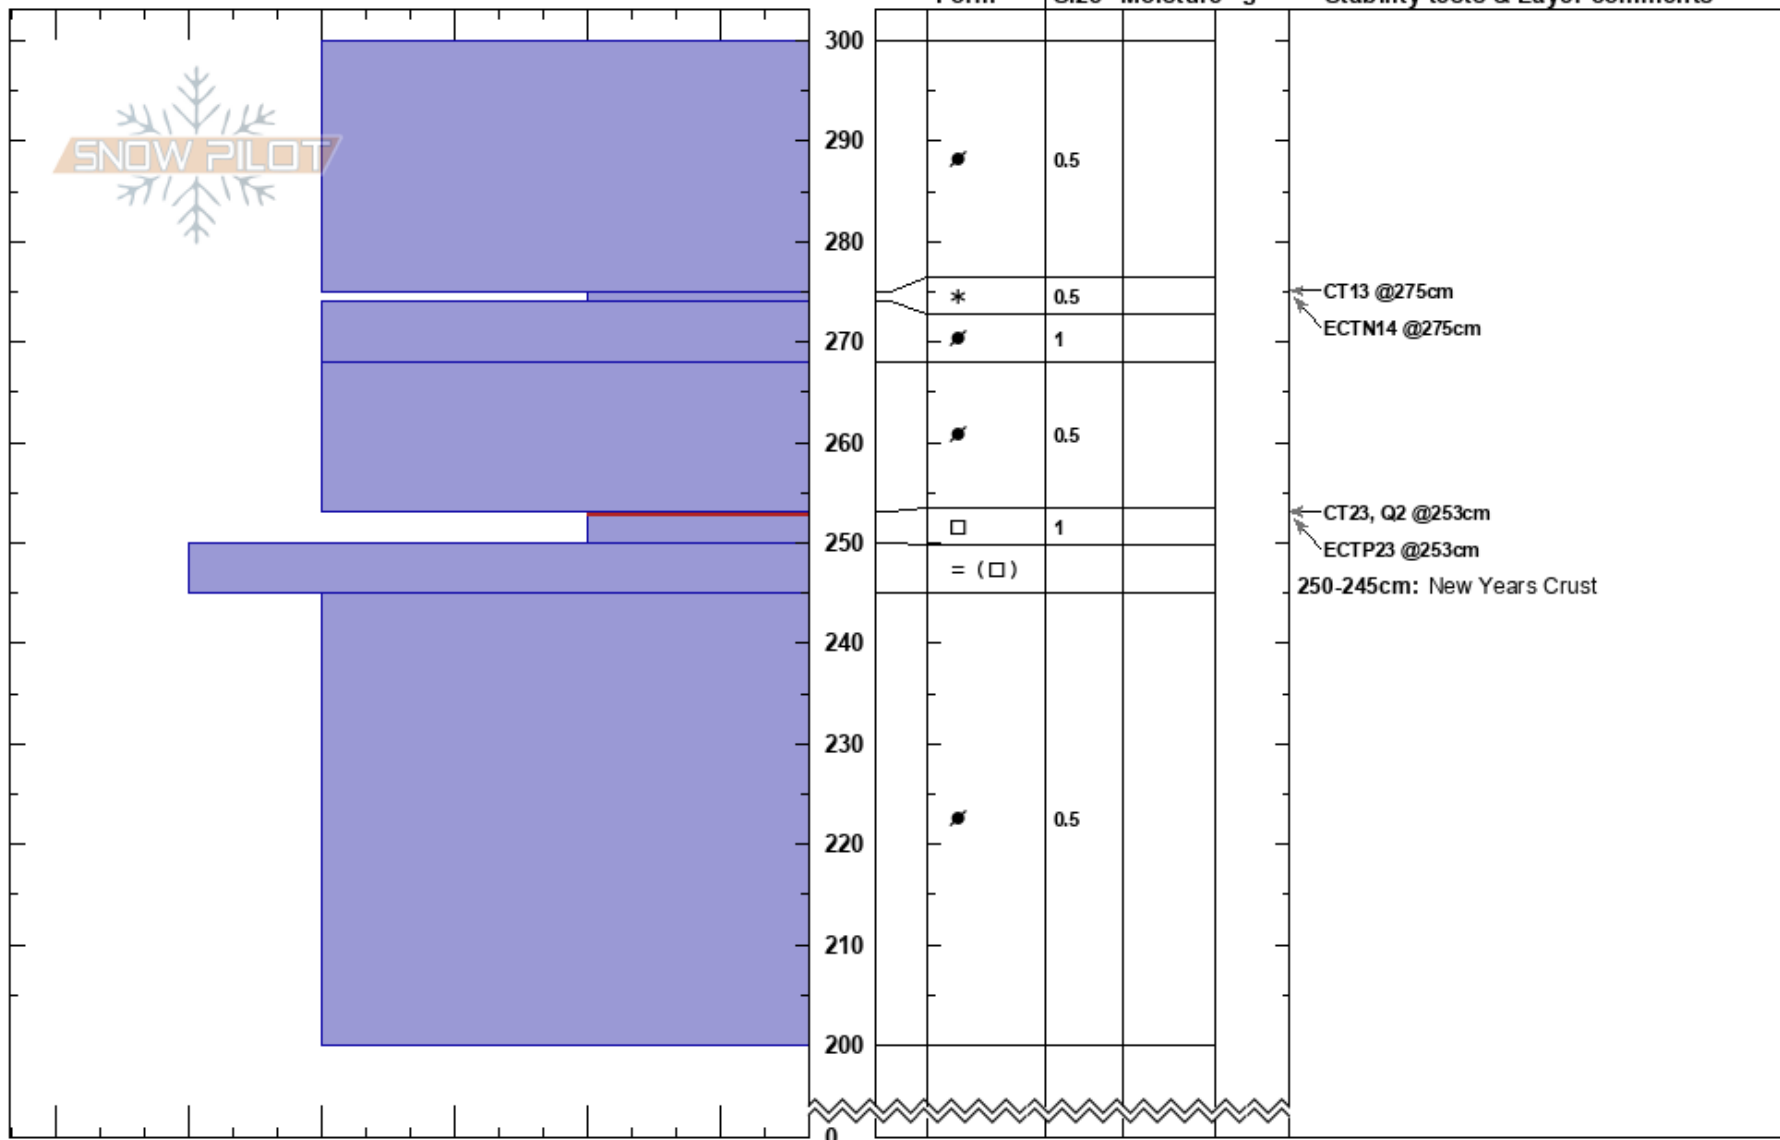 Form Size Moisture Stability tests & Layer comments
300
SNOW PILOT
290
0.5
280
* 0.5
CT13 @275cm
ECTN14 @275cm
270
1
260
0.5
CT23, Q2 @253cm
1
250
ECTP23 @253cm
= (□)
250-245cm: New Years Crust
240
230
220
0.5
210
200
0